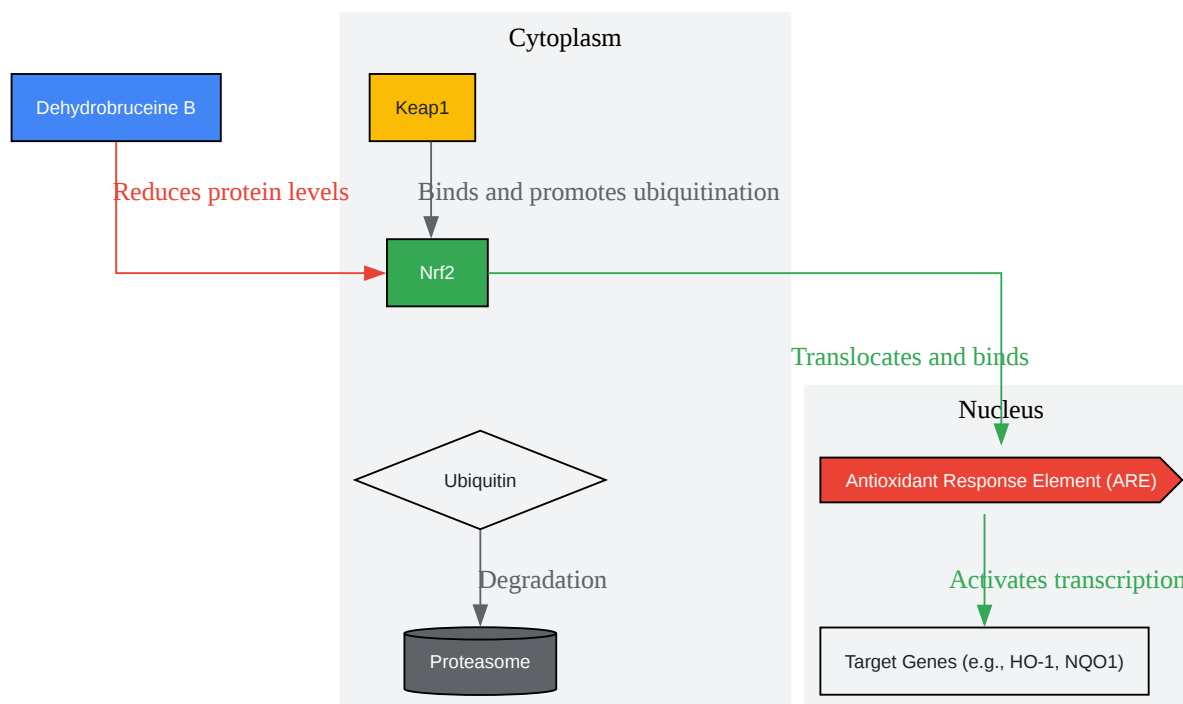 Cytoplasm
Dehydrobruceine B
Keap1
Reduces protein levels
Binds and promotes ubiquitination
Nrf2
Translocates and binds
Nucleus
Ubiquitin
Antioxidant Response Element (ARE)
Degradation
Activates transcription
Proteasome
Target Genes (e.g., HO-1, NQO1)